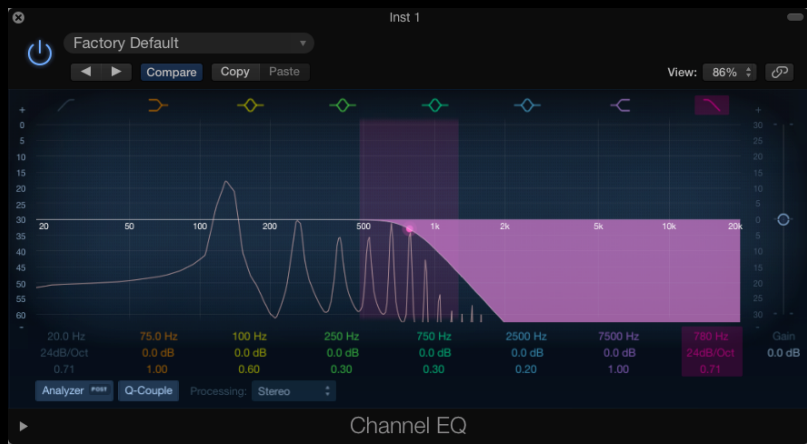 Inst 1
Factory Default
Compare Copy Paste View: 86%
+ +
0 0
5 5
10 10
15 15
20 20
25 5
30 20 50 100 200 500 1k 2k 5k 10k 20k 0
35 5
40 10
45 15
50 20
55 25
60 30
- -
20.0 Hz 75.0 Hz 100 Hz 250 Hz 750 Hz 2500 Hz 7500 Hz 780 Hz Gain
24dB/Oct 0.0 dB 0.0 dB 0.0 dB 0.0 dB 0.0 dB 0.0 dB 24dB/Oct 0.0 dB
0.71 1.00 0.60 0.30 0.30 0.20 1.00 0.71
Analyzer POST Q-Couple Processing: Stereo
Channel EQ